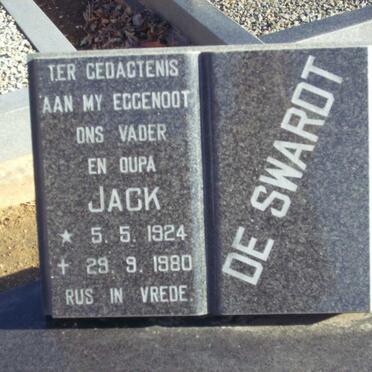 TER GEDAGTENIS
AAN MY EGGENOOT
ONS VADER
EN OUPA
JACK
★ 5. 5. 1924
✝ 29. 9. 1980
RUS IN VREDE.
DE SWARDT